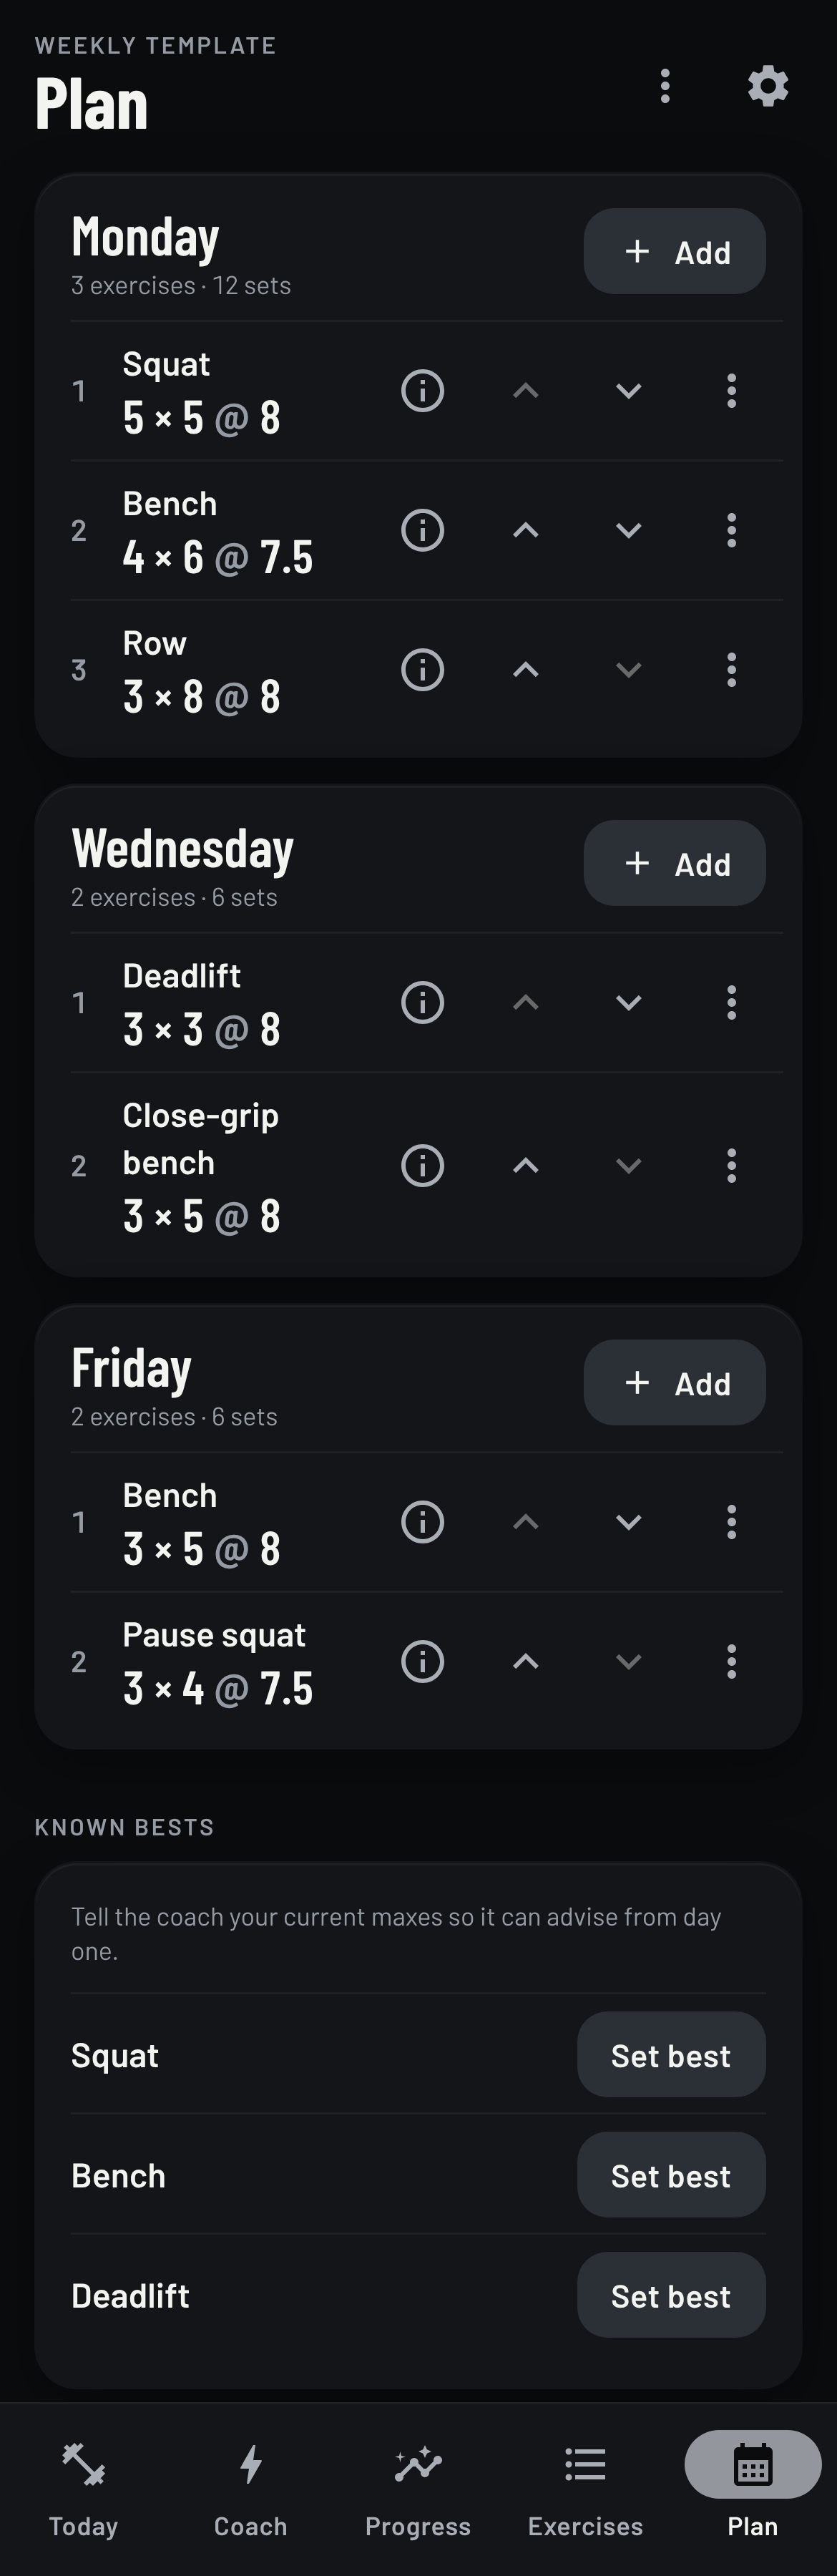 WEEKLY TEMPLATE
Plan
Monday
3 exercises · 12 sets
+ Add
1
Squat
5 × 5 @ 8
2
Bench
4 × 6 @ 7.5
3
Row
3 × 8 @ 8
Wednesday
2 exercises · 6 sets
+ Add
1
Deadlift
3 × 3 @ 8
2
Close-grip
bench
3 × 5 @ 8
Friday
2 exercises · 6 sets
+ Add
1
Bench
3 × 5 @ 8
2
Pause squat
3 × 4 @ 7.5
KNOWN BESTS
Tell the coach your current maxes so it can advise from day
one.
Squat
Set best
Bench
Set best
Deadlift
Set best
Today
Coach
Progress
Exercises
Plan